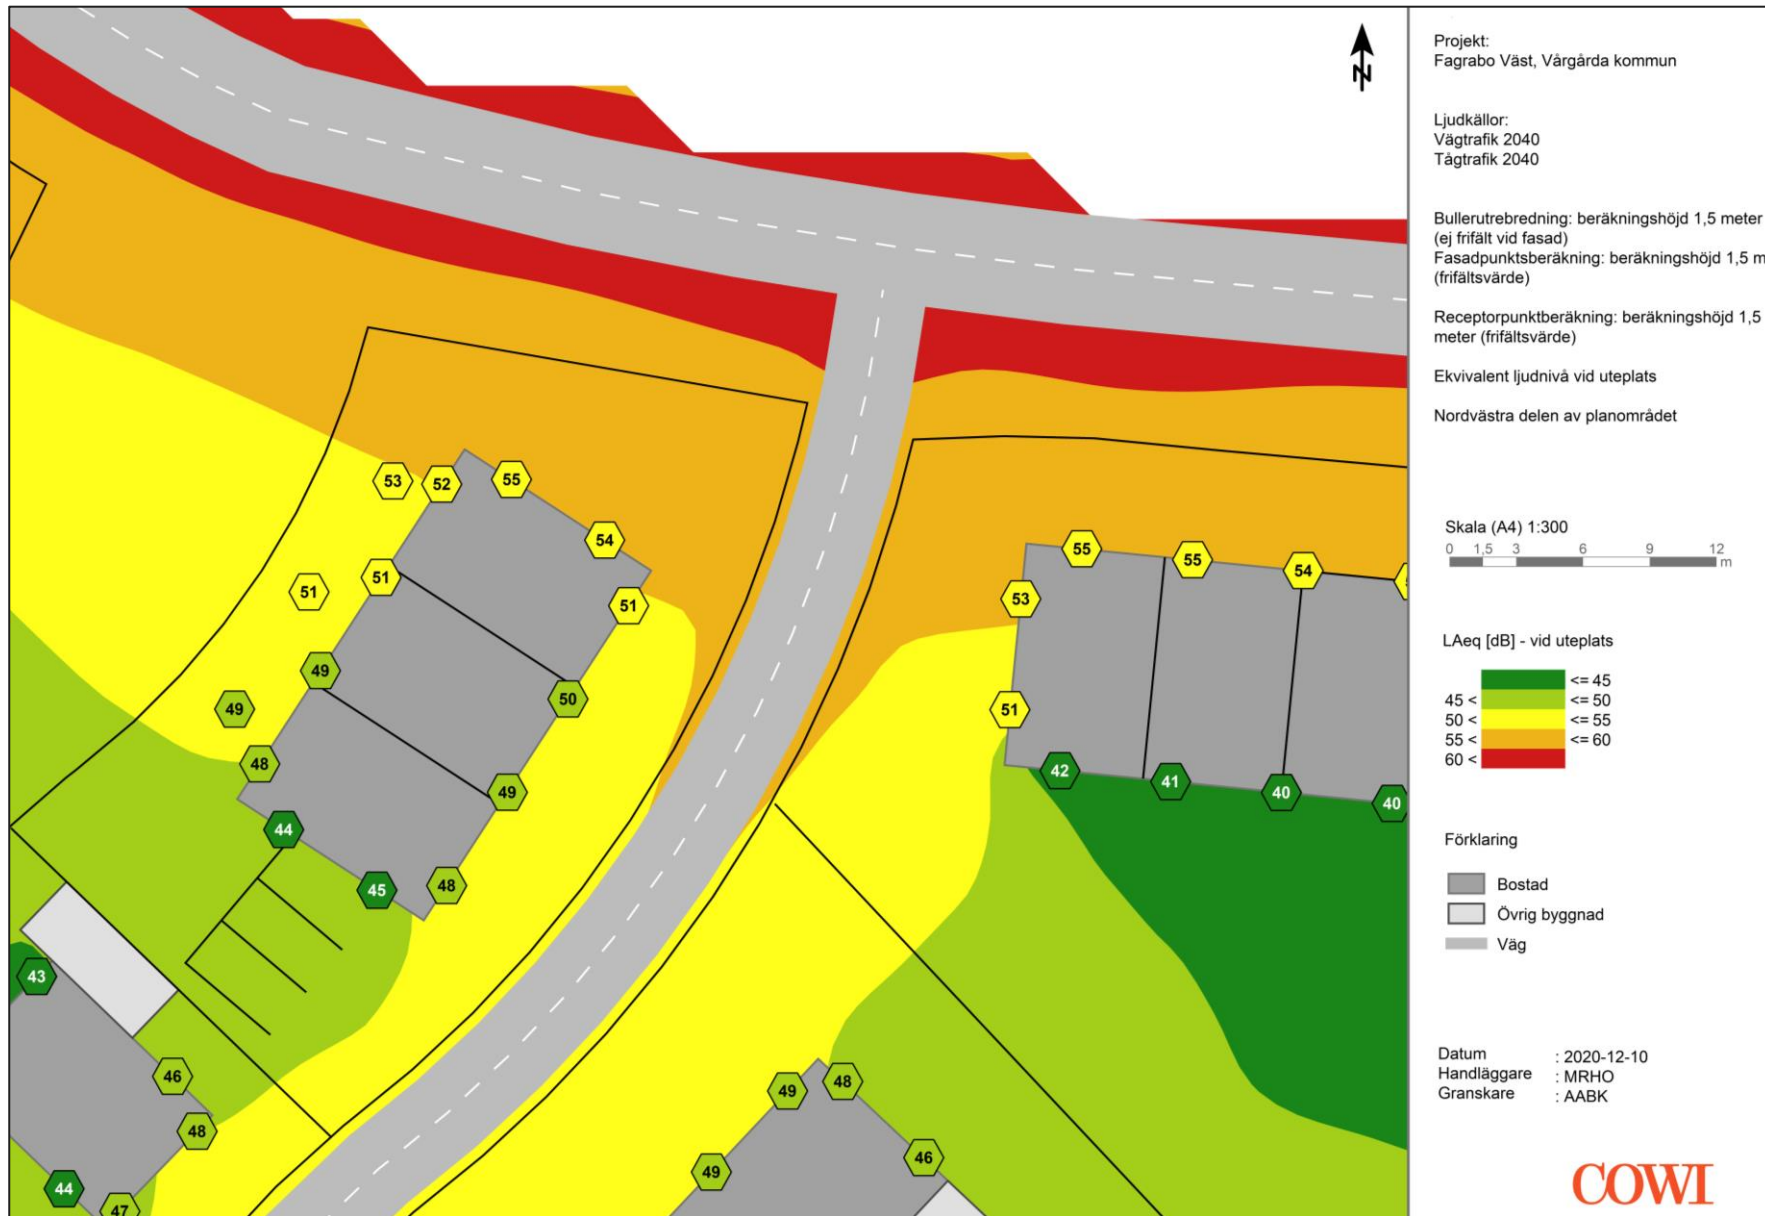 N
Projekt:
Fagrabo Väst, Vårgårda kommun
Ljudkällor:
Vägtrafik 2040
Tågtrafik 2040
Bullerutrebredning: beräkningshöjd 1,5 meter
(ej frifält vid fasad)
Fasadpunktsberäkning: beräkningshöjd 1,5 m
(frifältsvärde)
Receptorpunktberäkning: beräkningshöjd 1,5
meter (frifältsvärde)
Ekvivalent ljudnivå vid uteplats
Nordvästra delen av planområdet
Skala (A4) 1:300
0 1,5 3 6 9 12
m
LAeq [dB] - vid uteplats
<= 45
45 < <= 50
50 < <= 55
55 < <= 60
60 <
Förklaring
Bostad
Övrig byggnad
Väg
Datum : 2020-12-10
Handläggare : MRHO
Granskare : AABK
COWI
53 52 55
54
51 51 51
49 50
49
48 49
44
45 48
43
46
48
44
47
55 55 54
53
51
42 41 40 40
49 48
49 46